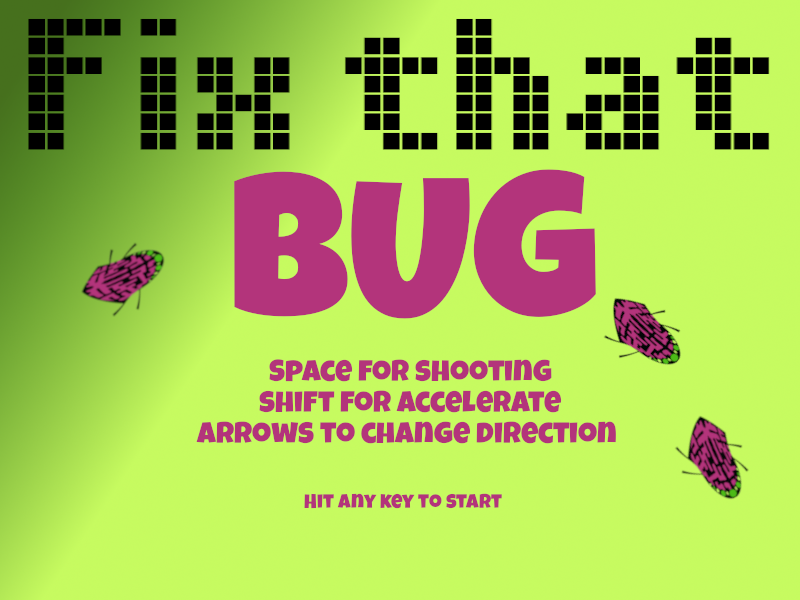 Fix that
BUG
SPACE FOR SHOOTING
SHIFT FOR ACCELERATE
ARROWS TO CHANGE DIRECTION
HIT ANY KEY TO START